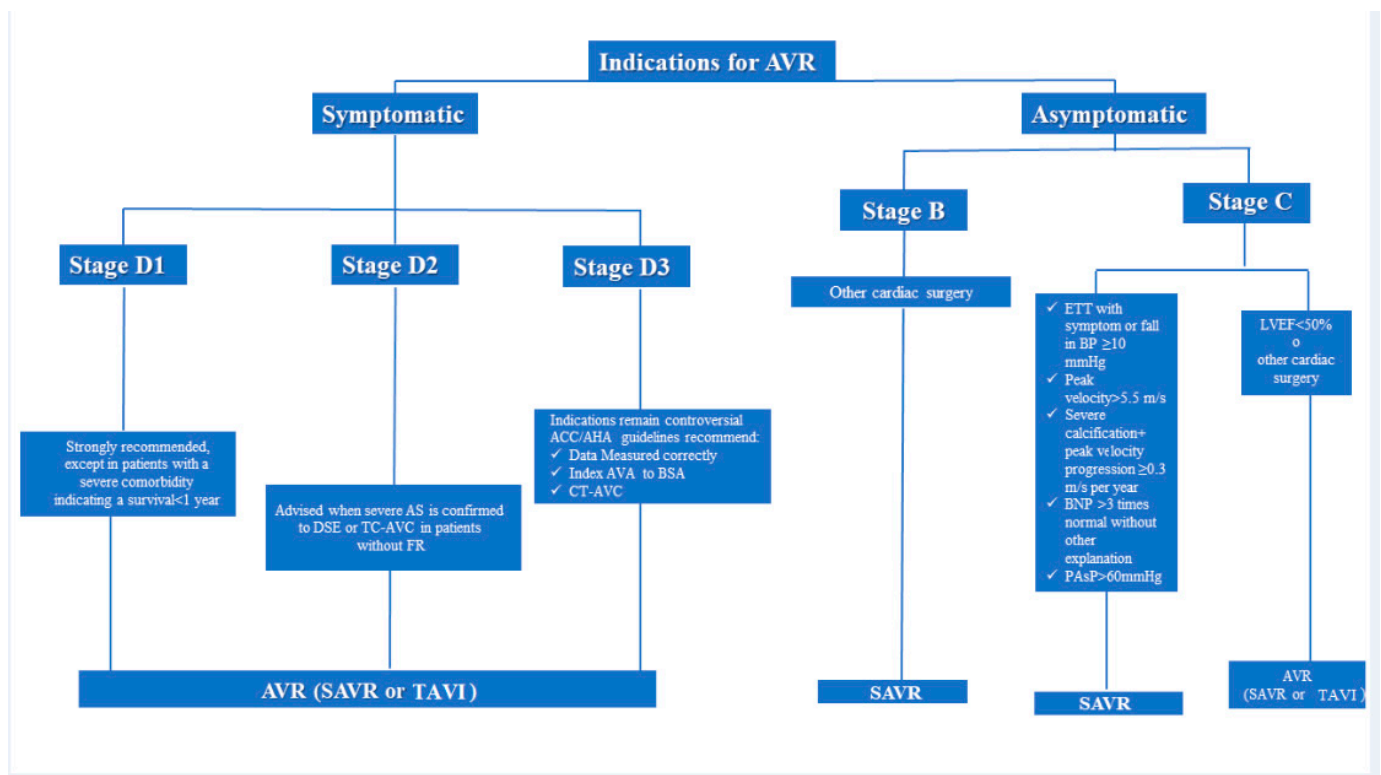 Indications for AVR
Symptomatic
Asymptomatic
Stage B
Stage C
Stage D1
Stage D2
Stage D3
Other cardiac surgery
✓ ETT with
symptom or fall
in BP ≥10
mmHg
✓ Peak
velocity>5.5 m/s
✓ Severe
calcification+
peak velocity
progression ≥0.3
m/s per year
✓ BNP >3 times
normal without
other
explanation
✓ PAsP>60mmHg
LVEF<50%
o
other cardiac
surgery
Strongly recommended,
except in patients with a
severe comorbidity
indicating a survival<1 year
Advised when severe AS is confirmed
to DSE or TC-AVC in patients
without FR
Indications remain controversial
ACC/AHA guidelines recommend:
✓ Data Measured correctly
✓ Index AVA to BSA
✓ CT-AVC
AVR (SAVR or TAVI)
SAVR
SAVR
AVR
(SAVR or TAVI)